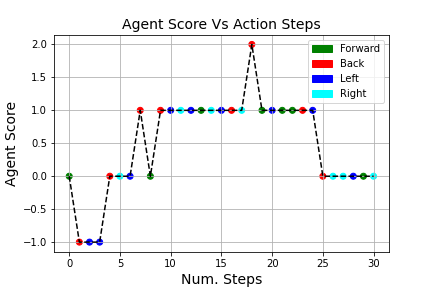 Agent Score Vs Action Steps
2.0
1.5
1.0
0.5
0.0
−0.5
−1.0
Agent Score
Forward
Back
Left
Right
0 5 10 15 20 25 30
Num. Steps